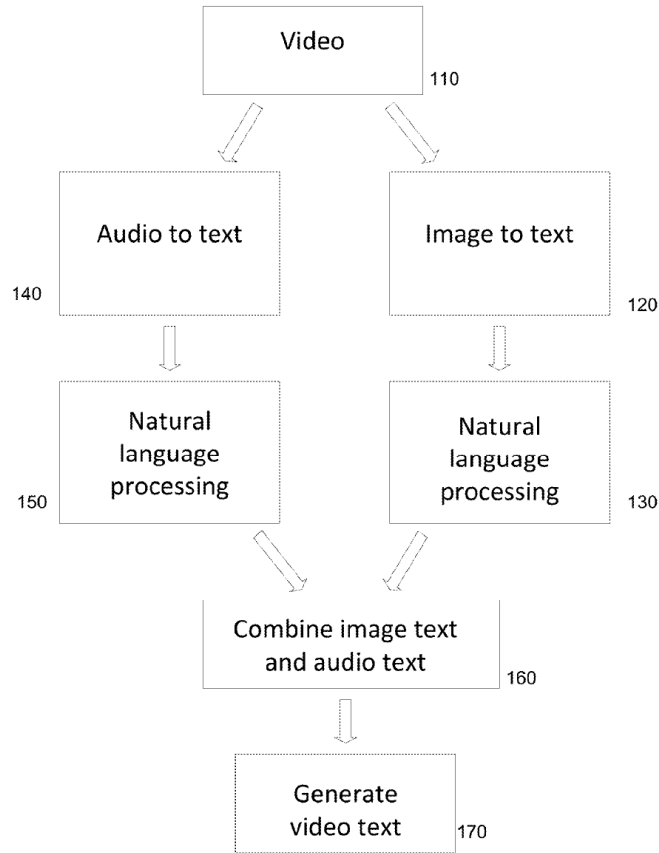 Video
110
Audio to text
140
Image to text
120
Natural
language
processing
150
Natural
language
processing
130
Combine image text
and audio text
160
Generate
video text
170